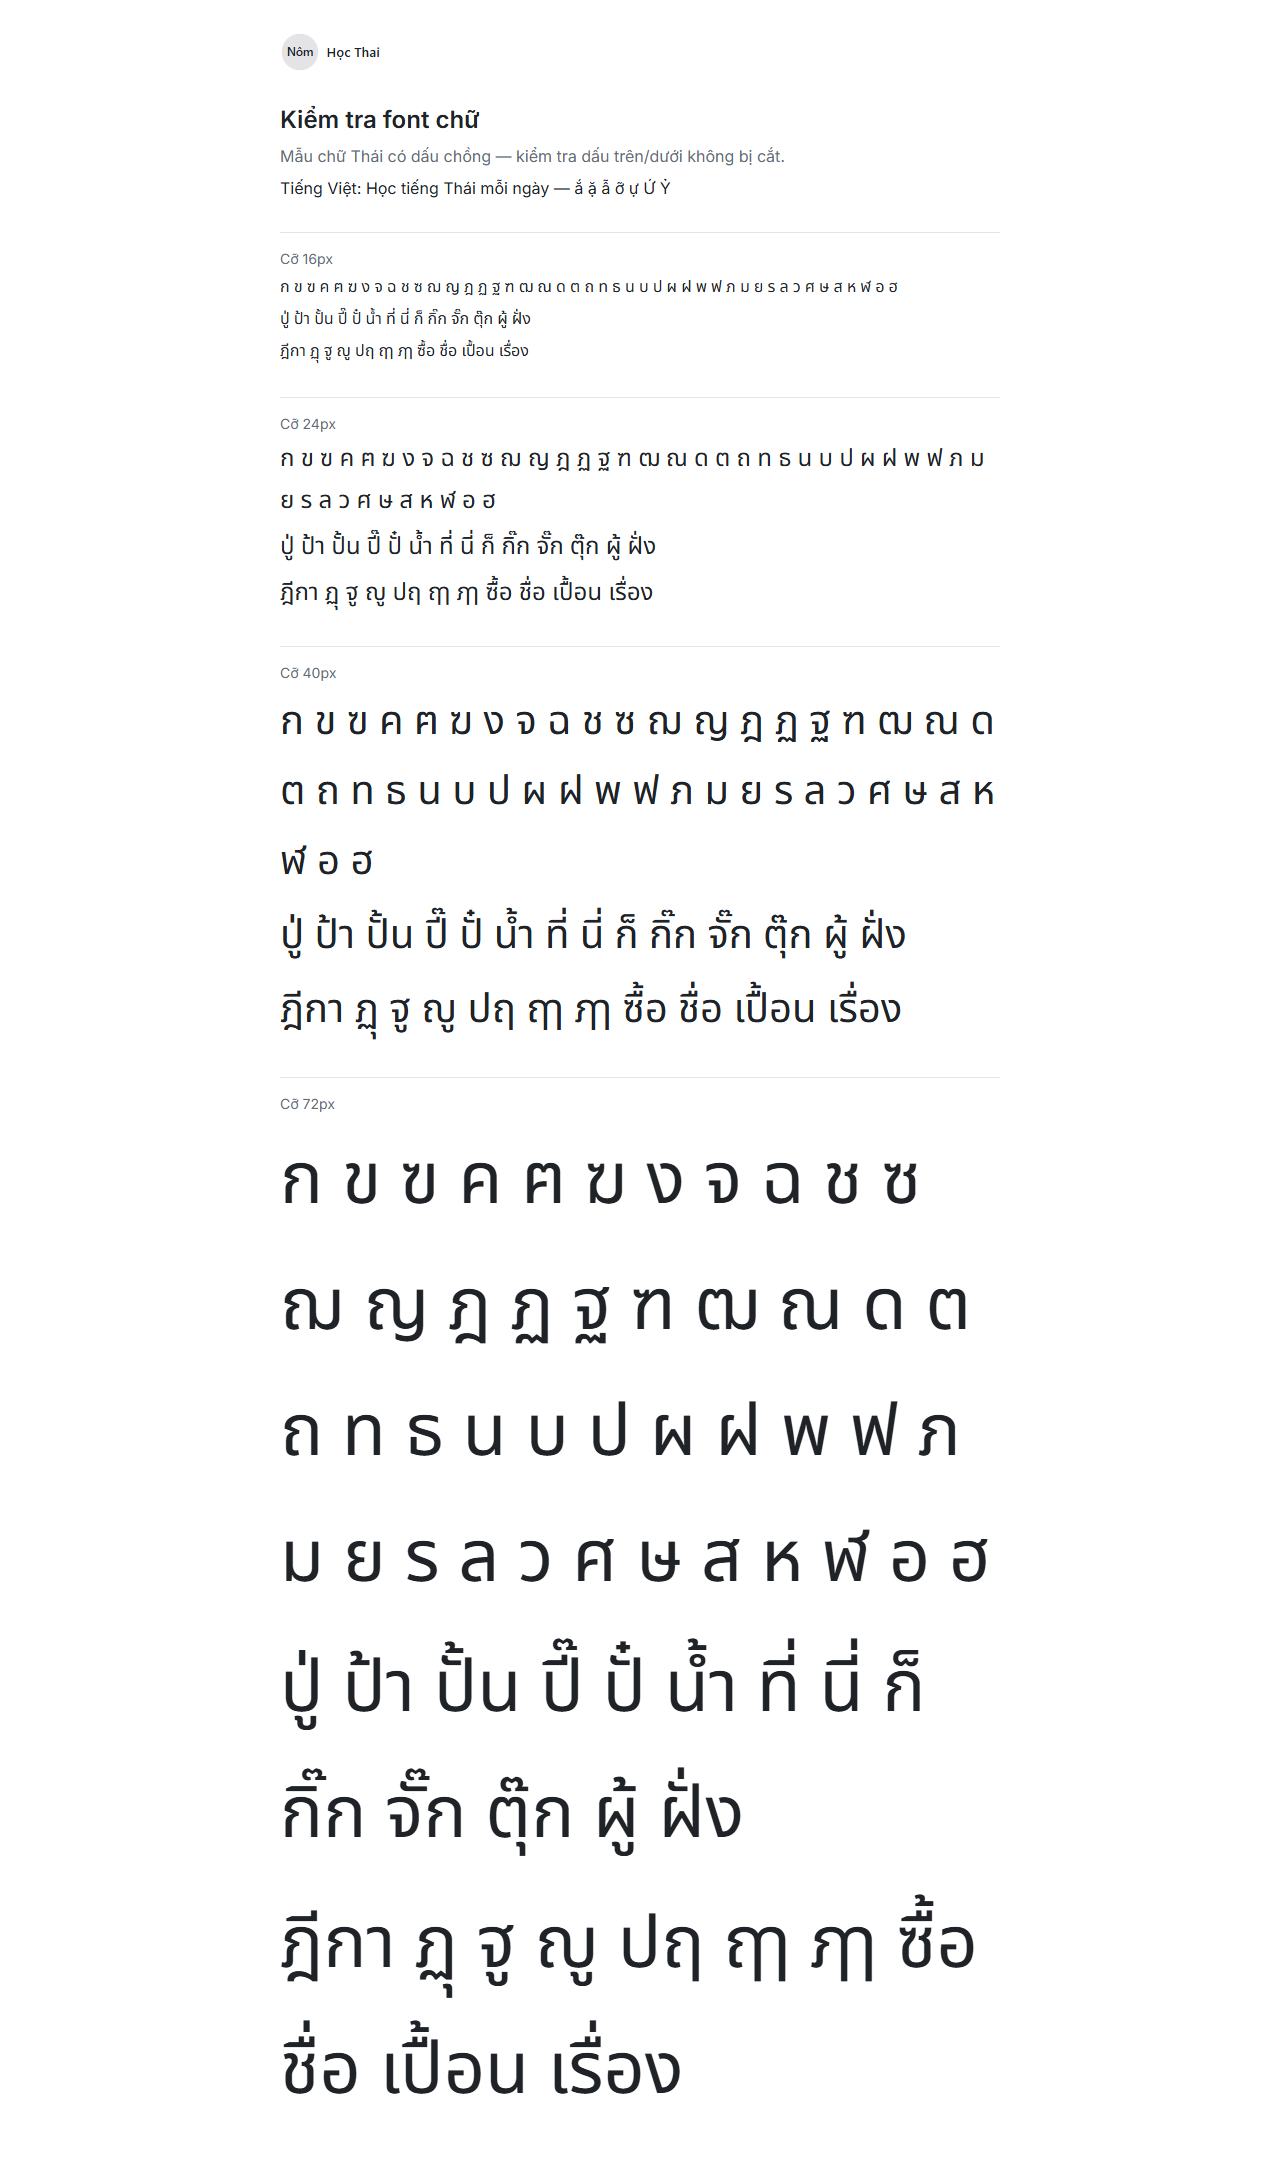 Nôm Học Thai
Kiểm tra font chữ
Mẫu chữ Thái có dấu chồng — kiểm tra dấu trên/dưới không bị cắt.
Tiếng Việt: Học tiếng Thái mỗi ngày — ắ ặ ẫ ỡ ự Ứ Ỷ
Cỡ 16px
ก ข ฃ ค ฅ ฆ ง จ ฉ ช ซ ฌ ญ ฎ ฏ ฐ ฑ ฒ ณ ด ต ถ ท ธ น บ ป ผ ฝ พ ฟ ภ ม ย ร ล ว ศ ษ ส ห ฬ อ ฮ
ปู่ ป้า ปั้น ปี๊ ปั๋ น้ำ ที่ นี่ ก็ กิ๊ก จั๊ก ตุ๊ก ผู้ ฝั่ง
ฎีกา ฏุ ฐู ญู ปฤ ฤๅ ฦๅ ซื้อ ชื่อ เปื้อน เรื่อง
Cỡ 24px
ก ข ฃ ค ฅ ฆ ง จ ฉ ช ซ ฌ ญ ฎ ฏ ฐ ฑ ฒ ณ ด ต ถ ท ธ น บ ป ผ ฝ พ ฟ ภ ม
ย ร ล ว ศ ษ ส ห ฬ อ ฮ
ปู่ ป้า ปั้น ปี๊ ปั๋ น้ำ ที่ นี่ ก็ กิ๊ก จั๊ก ตุ๊ก ผู้ ฝั่ง
ฎีกา ฏุ ฐู ญู ปฤ ฤๅ ฦๅ ซื้อ ชื่อ เปื้อน เรื่อง
Cỡ 40px
ก ข ฃ ค ฅ ฆ ง จ ฉ ช ซ ฌ ญ ฎ ฏ ฐ ฑ ฒ ณ ด
ต ถ ท ธ น บ ป ผ ฝ พ ฟ ภ ม ย ร ล ว ศ ษ ส ห
ฬ อ ฮ
ปู่ ป้า ปั้น ปี๊ ปั๋ น้ำ ที่ นี่ ก็ กิ๊ก จั๊ก ตุ๊ก ผู้ ฝั่ง
ฎีกา ฏุ ฐู ญู ปฤ ฤๅ ฦๅ ซื้อ ชื่อ เปื้อน เรื่อง
Cỡ 72px
ก ข ฃ ค ฅ ฆ ง จ ฉ ช ซ
ฌ ญ ฎ ฏ ฐ ฑ ฒ ณ ด ต
ถ ท ธ น บ ป ผ ฝ พ ฟ ภ
ม ย ร ล ว ศ ษ ส ห ฬ อ ฮ
ปู่ ป้า ปั้น ปี๊ ปั๋ น้ำ ที่ นี่ ก็
กิ๊ก จั๊ก ตุ๊ก ผู้ ฝั่ง
ฎีกา ฏุ ฐู ญู ปฤ ฤๅ ฦๅ ซื้อ
ชื่อ เปื้อน เรื่อง